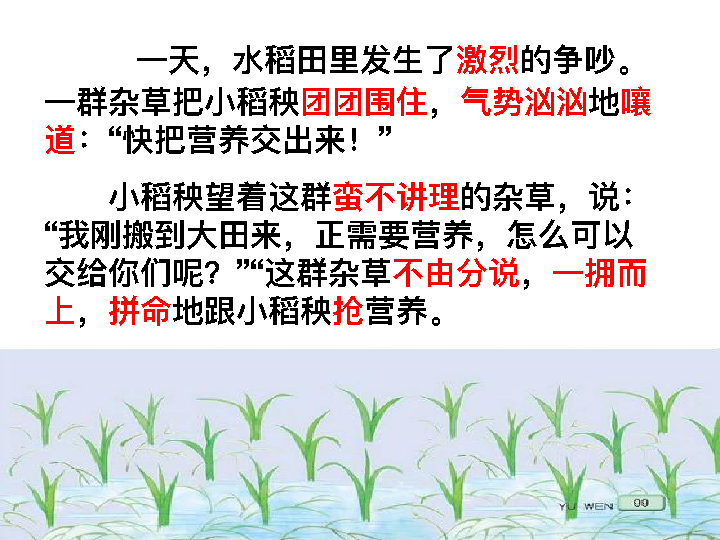 一天，水稻田里发生了激烈的争吵。
一群杂草把小稻秧团团围住，气势汹汹地嚷
道：“快把营养交出来！”
小稻秧望着这群蛮不讲理的杂草，说：
“我刚搬到大田来，正需要营养，怎么可以
交给你们呢？”“这群杂草不由分说，一拥而
上，拼命地跟小稻秧抢营养。
YU WEN 99